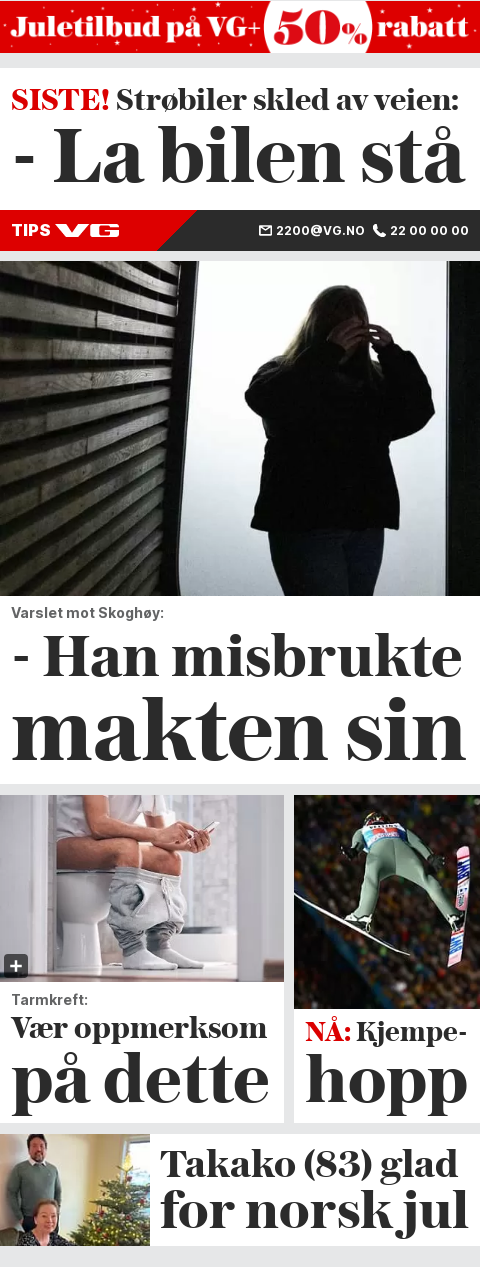 Juletilbud på VG+ 50% rabatt
SISTE! Strøbiler skled av veien:
- La bilen stå
TIPS VG 2200@VG.NO 22 00 00 00
Varslet mot Skoghøy:
- Han misbrukte
makten sin
Tarmkreft:
Vær oppmerksom
på dette
NÅ: Kjempe-
hopp
Takako (83) glad
for norsk jul